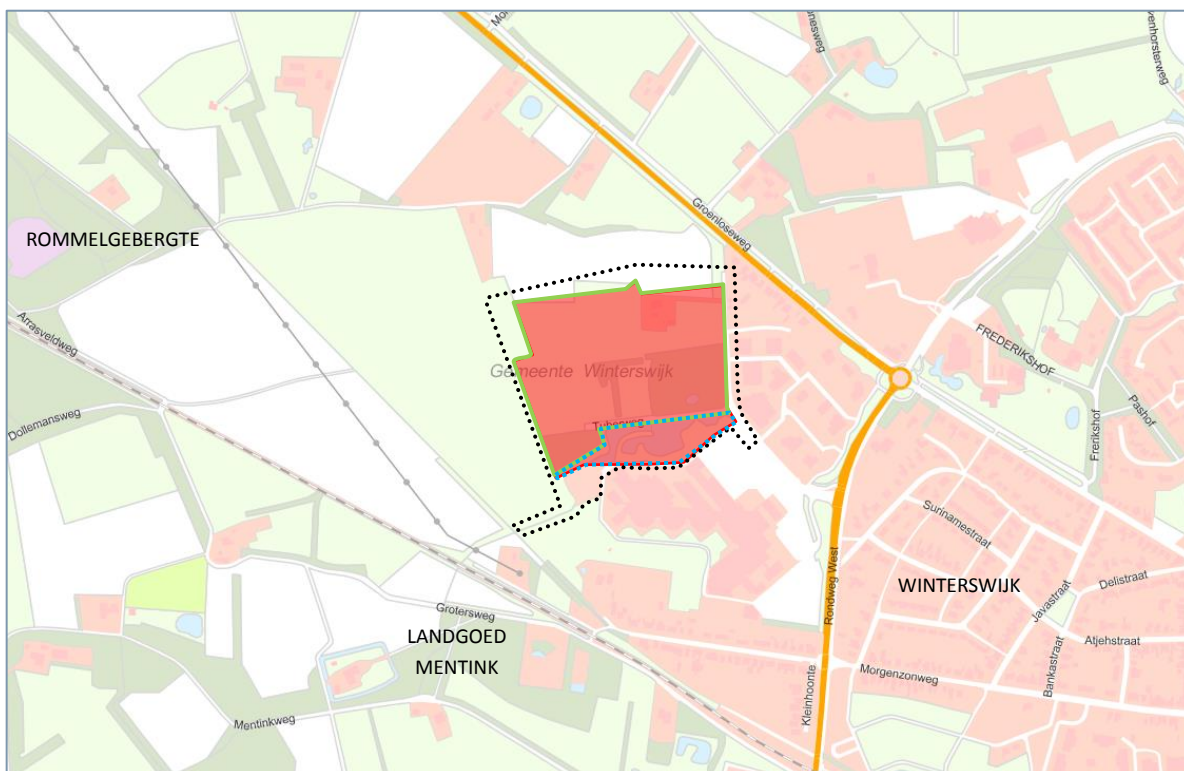 Groenloseweg
ROMMELGEBERGTE
Arrasveldweg
FREDERIKSHOF
Gemeente Winterswijk
Pashof
Dollemansweg
Tuba
Frerikshof
Surinamestraat
Rondweg West
WINTERSWIJK
Javastraat
Delistraat
Grotersweg
LANDGOED
MENTINK
Atjehstraat
Bankastraat
Morgenzonweg
Kleinhoonte
Mentinkweg